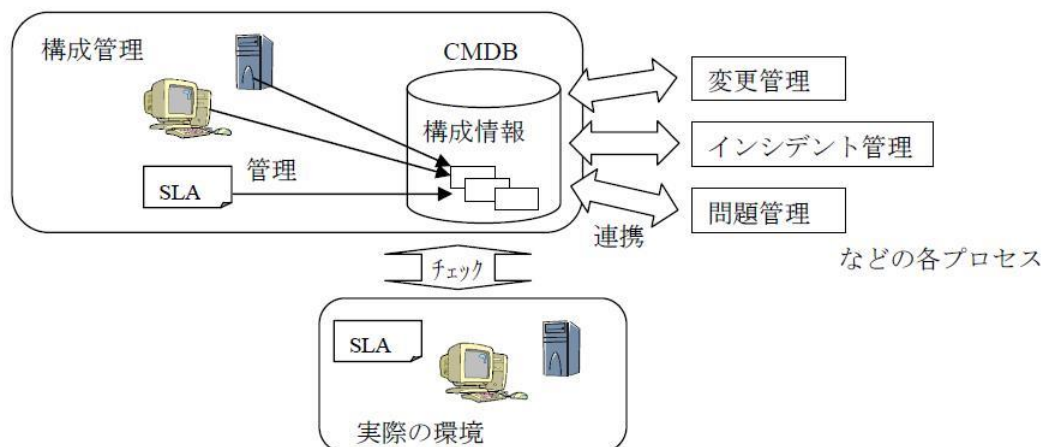 構成管理
CMDB
構成情報
管理
SLA
変更管理
インシデント管理
問題管理
連携
などの各プロセス
チェック
SLA
実際の環境